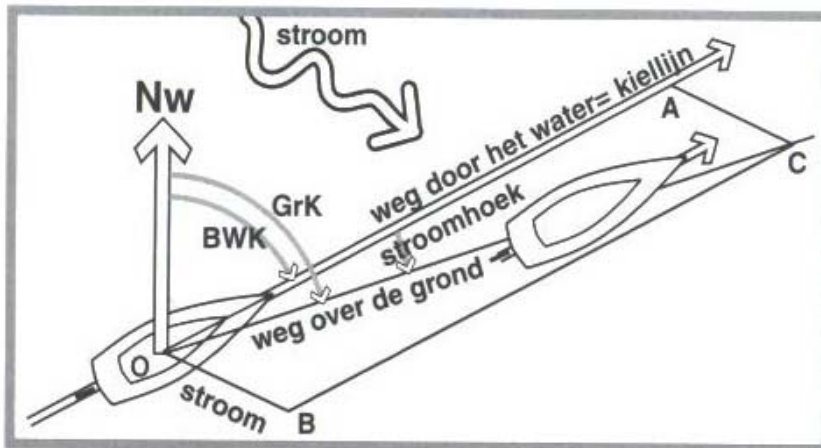 stroom
Nw
weg door het water= kiellijn
A
C
GrK
BWK
stroomhoek
weg over de grond
O
stroom
B